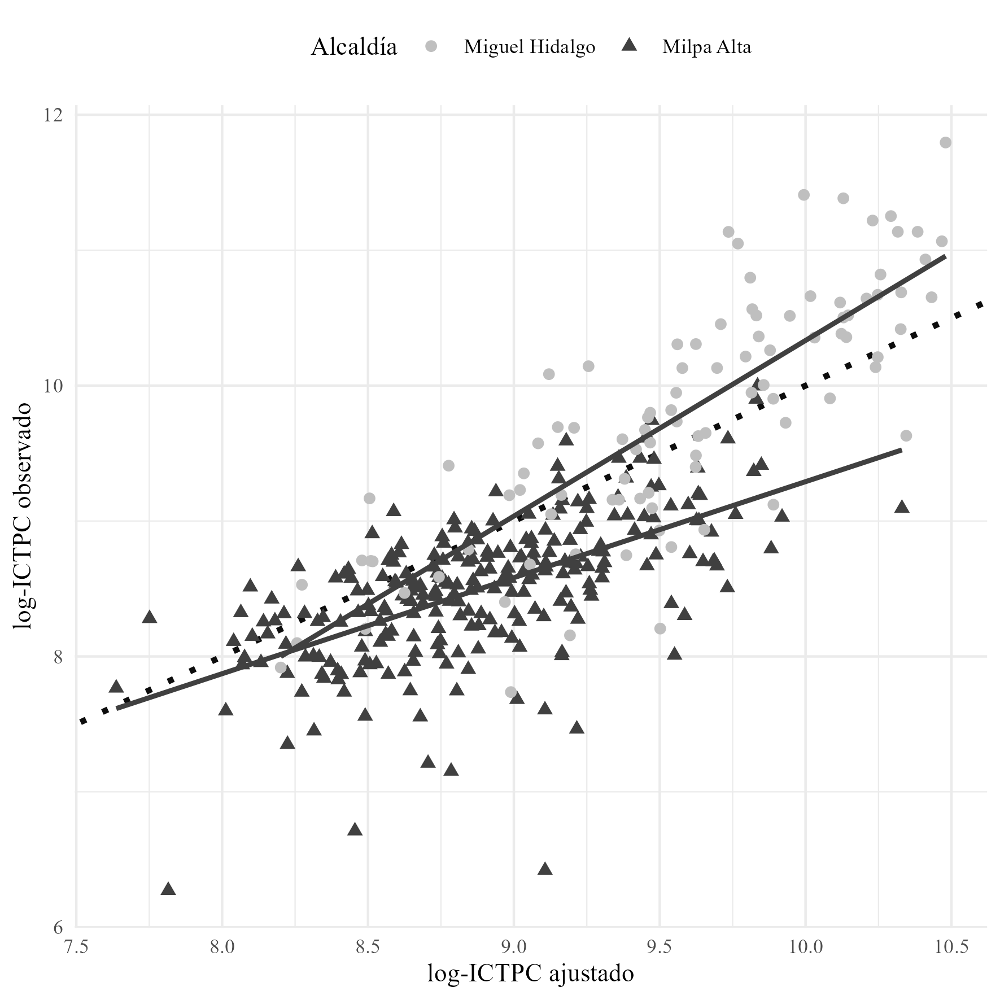 Alcaldía Miguel Hidalgo Milpa Alta
12
10
8
6
log-ICTPC observado
7.5 8.0 8.5 9.0 9.5 10.0 10.5
log-ICTPC ajustado